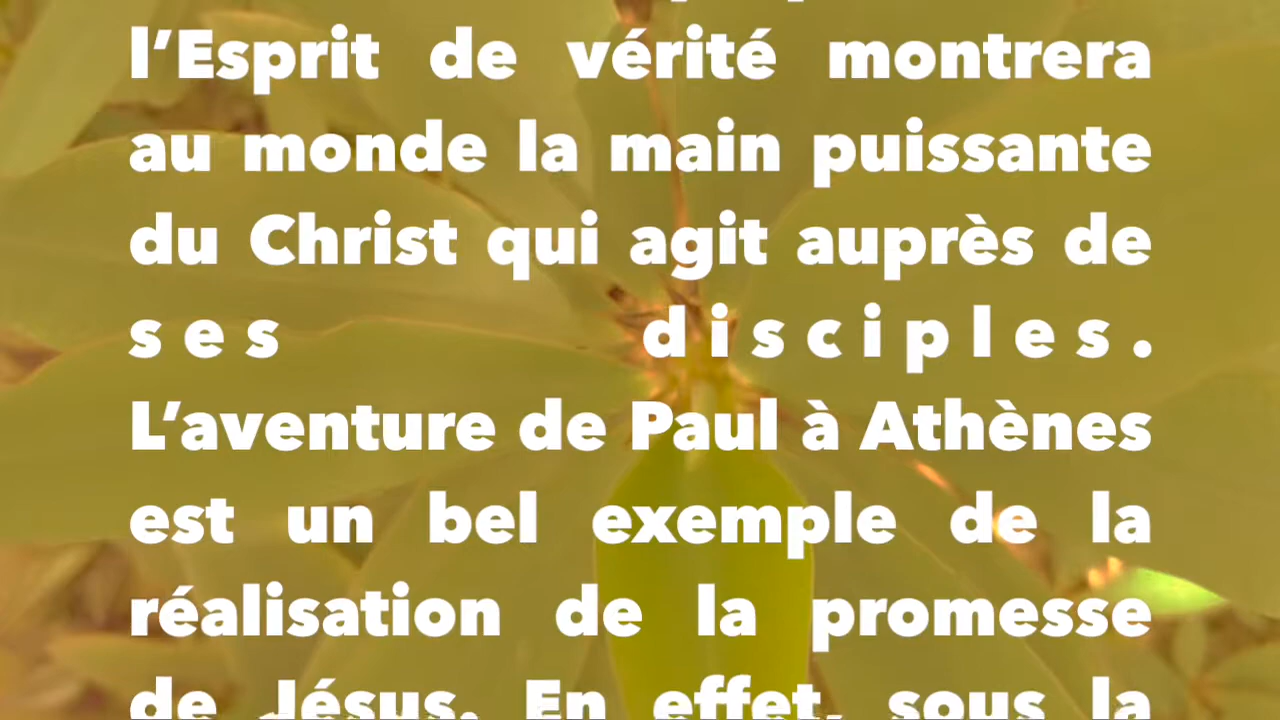 l’Esprit de vérité montrera
au monde la main puissante
du Christ qui agit auprès de
ses disciples.
L’aventure de Paul à Athènes
est un bel exemple de la
réalisation de la promesse
de Jésus. En effet, sous la